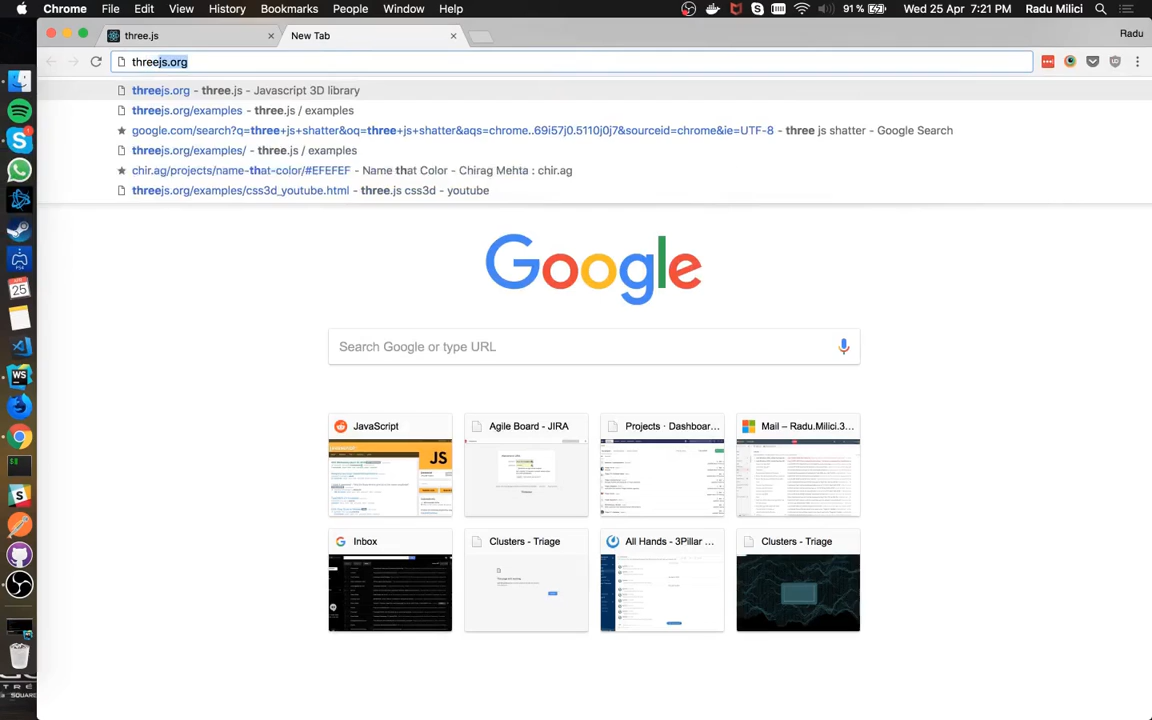 Chrome File Edit View History Bookmarks People Window Help 91% Wed 25 Apr 7:21 PM Radu Milici
three.js New Tab Radu
threejs.org
threejs.org - three.js - Javascript 3D library
threejs.org/examples - three.js / examples
google.com/search?q=three+js+shatter&oq=three+js+shatter&aqs=chrome..69i57j0.5110j0j7&sourceid=chrome&ie=UTF-8 - three js shatter - Google Search
threejs.org/examples/ - three.js / examples
chir.ag/projects/name-that-color/#EFEFEF - Name that Color - Chirag Mehta : chir.ag
threejs.org/examples/css3d_youtube.html - three.js css3d - youtube
Google
Search Google or type URL
JavaScript Agile Board - JIRA Projects · Dashboar... Mail – Radu.Milici.3...
JS
Inbox Clusters - Triage All Hands - 3Pillar ... Clusters - Triage
25
WS
SQUARE